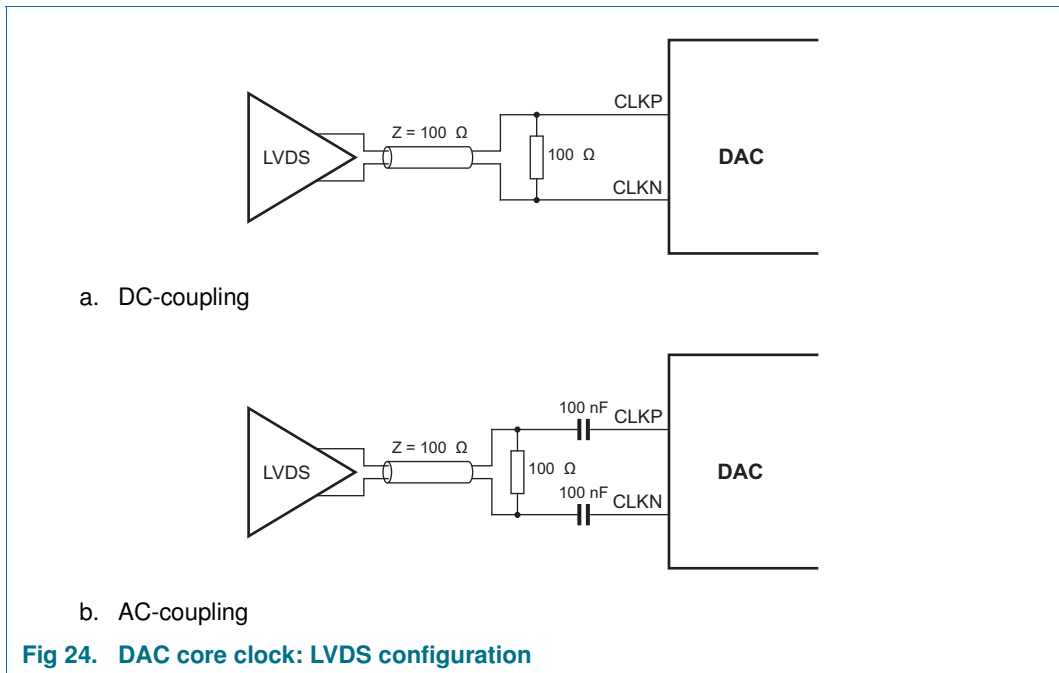 CLKP
Z = 100 Ω
LVDS
100 Ω
DAC
CLKN
a. DC-coupling
100 nF
CLKP
Z = 100 Ω
LVDS
100 Ω
DAC
100 nF
CLKN
b. AC-coupling
Fig 24. DAC core clock: LVDS configuration